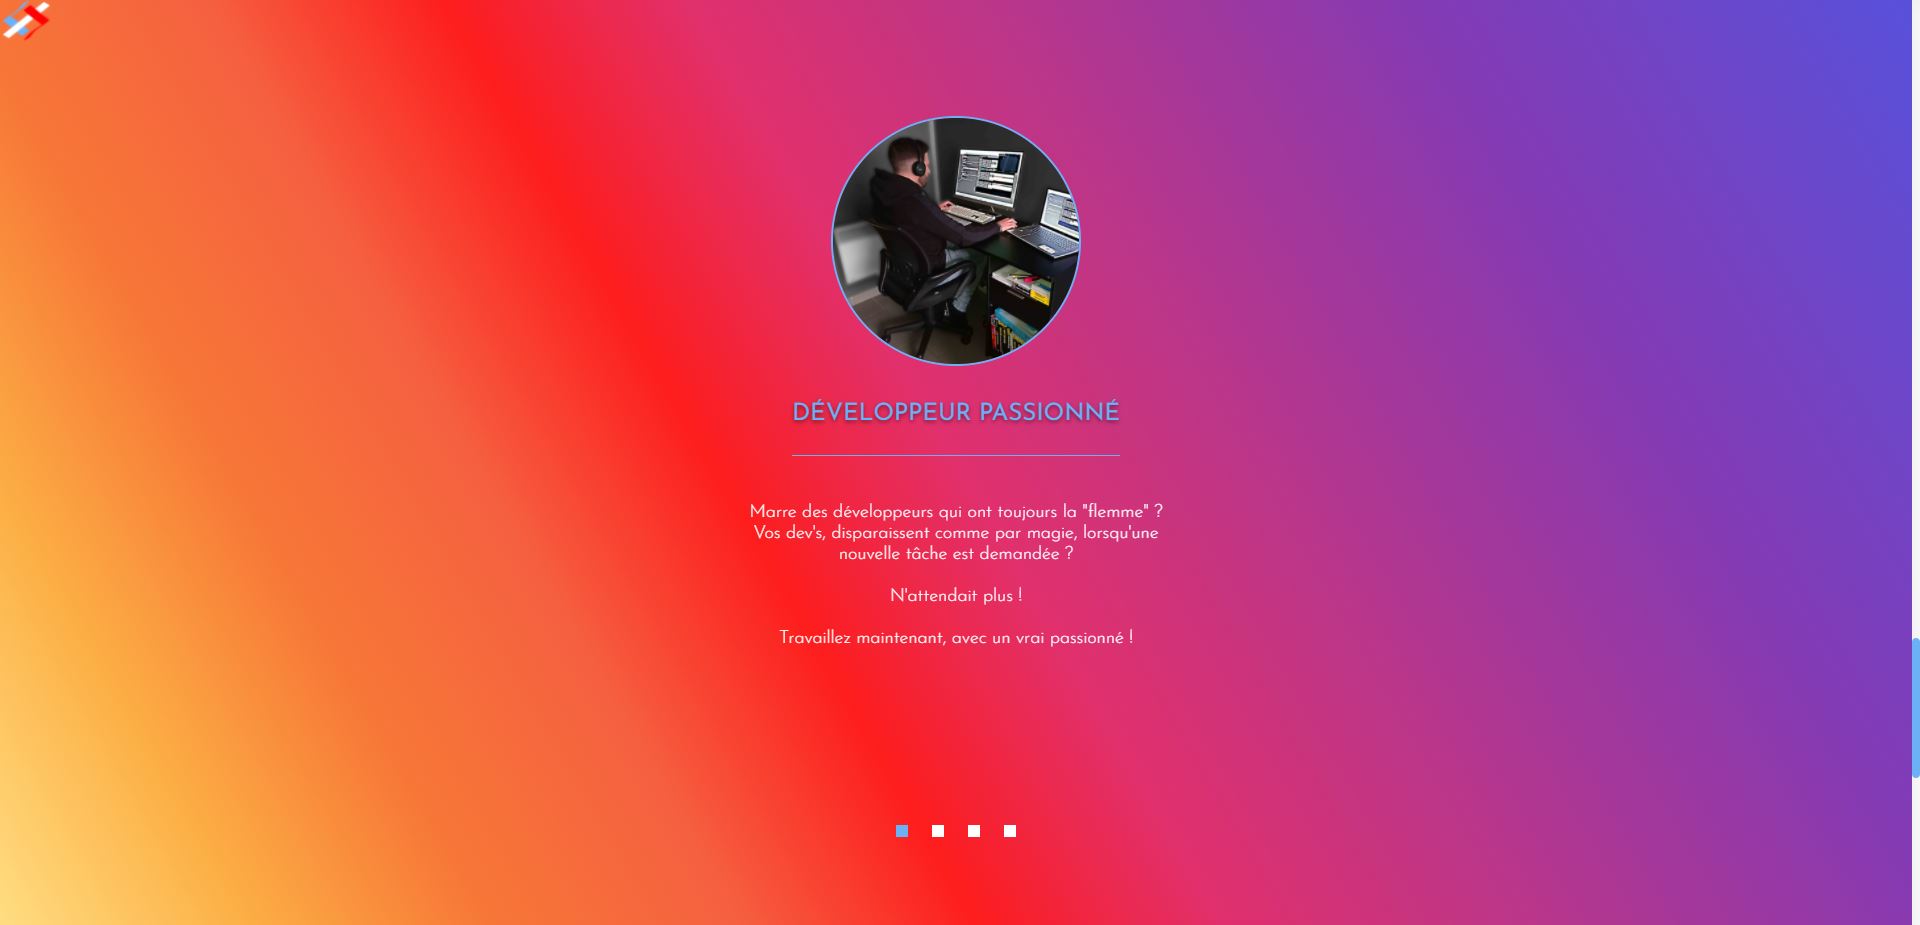 DÉVELOPPEUR PASSIONNÉ
Marre des développeurs qui ont toujours la "flemme" ?
Vos dev's, disparaissent comme par magie, lorsqu'une
nouvelle tâche est demandée ?
N'attendait plus !
Travaillez maintenant, avec un vrai passionné !